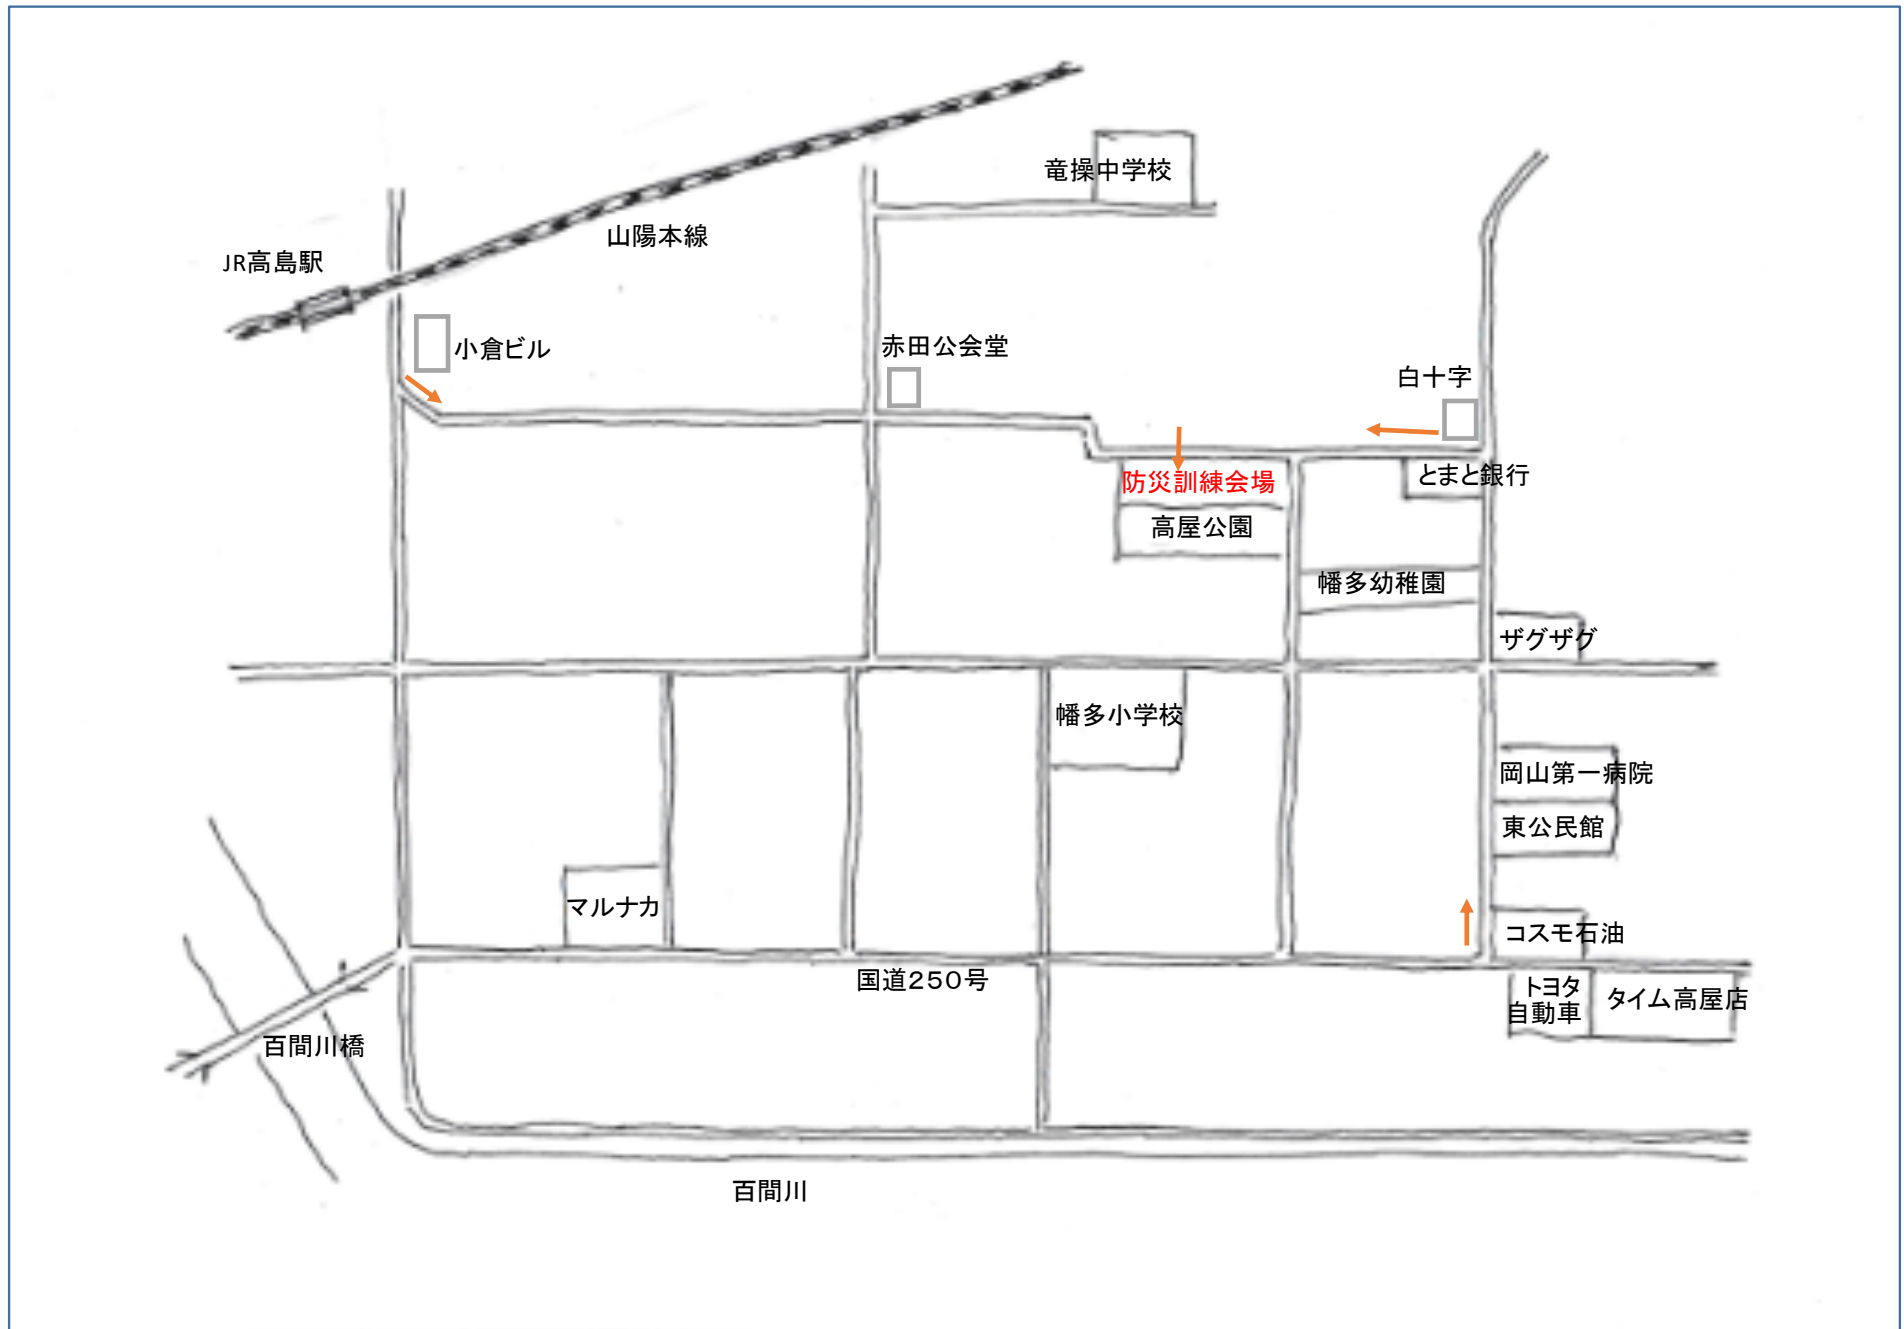 竜操中学校
山陽本線
JR高島駅
小倉ビル
赤田公会堂
白十字
とまと銀行
防災訓練会場
高屋公園
幡多幼稚園
ザグザグ
幡多小学校
岡山第一病院
東公民館
マルナカ
コスモ石油
国道250号
トヨタ
自動車
タイム高屋店
百間川橋
百間川